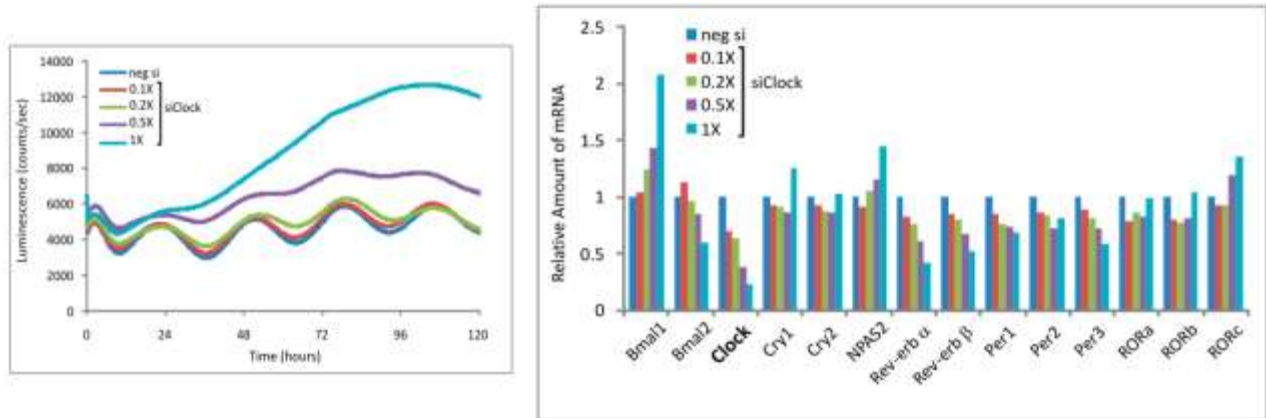 Luminescence (counts/sec)
14000
12000
10000
8000
6000
4000
2000
0
neg si
0.1X
0.2X
0.5X
1X
siClock
0 24 48 72 96 120
Time (hours)
Relative Amount of mRNA
2.5
2
1.5
1
0.5
0
neg si
0.1X
0.2X
0.5X
1X
siClock
Bmal1
Bmal2
Clock
Cry1
Cry2
NPAS2
Rev-erb α
Rev-erb β
Per1
Per2
Per3
RORa
RORb
RORc